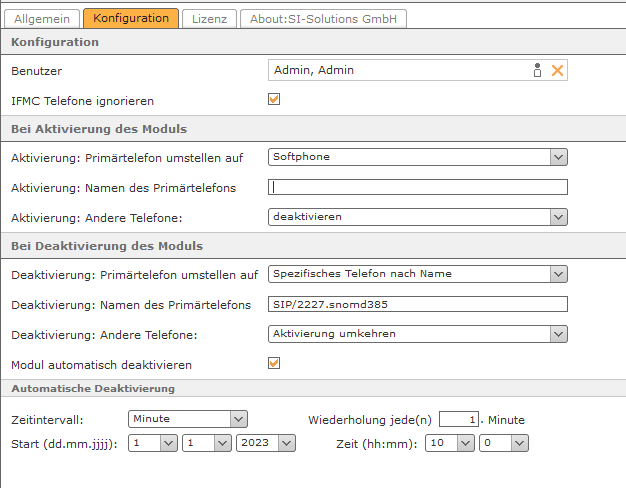 Allgemein Konfiguration Lizenz About:SI-Solutions GmbH
Konfiguration
Benutzer Admin, Admin
IFMC Telefone ignorieren
Bei Aktivierung des Moduls
Aktivierung: Primärtelefon umstellen auf Softphone
Aktivierung: Namen des Primärtelefons
Aktivierung: Andere Telefone: deaktivieren
Bei Deaktivierung des Moduls
Deaktivierung: Primärtelefon umstellen auf Spezifisches Telefon nach Name
Deaktivierung: Namen des Primärtelefons SIP/2227.snomd385
Deaktivierung: Andere Telefone: Aktivierung umkehren
Modul automatisch deaktivieren
Automatische Deaktivierung
Zeitintervall: Minute Wiederholung jede(n) 1. Minute
Start (dd.mm.jjjj): 1 1 2023 Zeit (hh:mm): 10 0